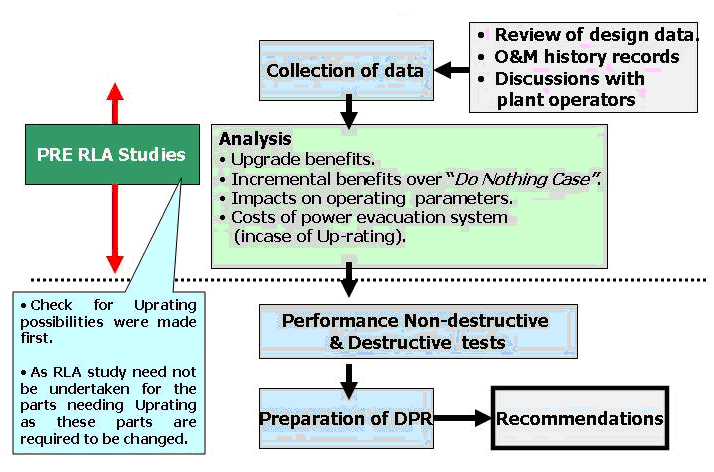 Collection of data
• Review of design data.
• O&M history records
• Discussions with
plant operators
PRE RLA Studies
Analysis
• Upgrade benefits.
• Incremental benefits over “Do Nothing Case”.
• Impacts on operating parameters.
• Costs of power evacuation system
(incase of Up-rating).
• Check for Uprating
possibilities were made
first.
• As RLA study need not
be undertaken for the
parts needing Uprating
as these parts are
required to be changed.
Performance Non-destructive
& Destructive tests
Preparation of DPR
Recommendations